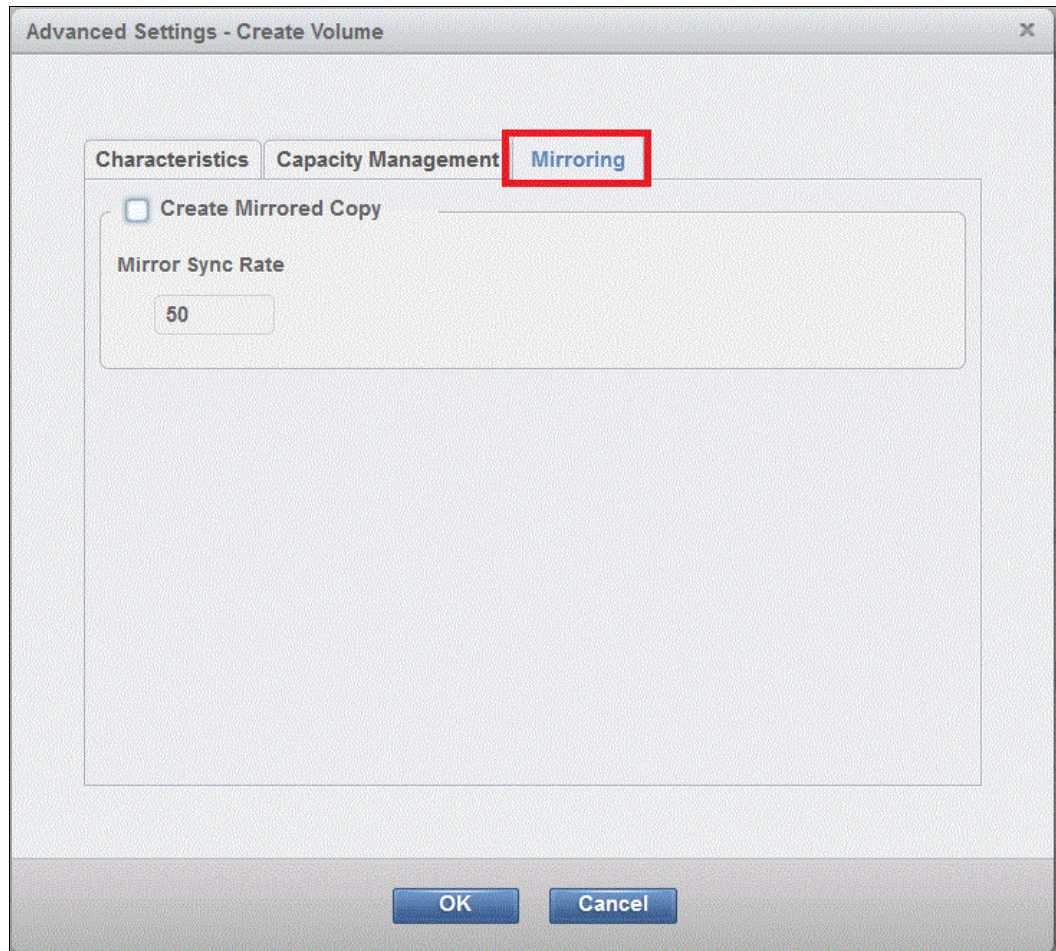 Advanced Settings - Create Volume
Characteristics Capacity Management Mirroring
Create Mirrored Copy
Mirror Sync Rate
50
OK Cancel